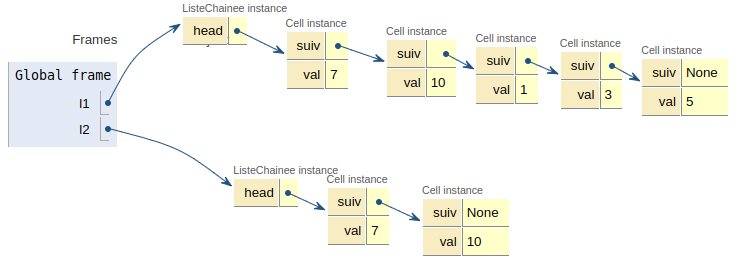 ListeChainee instance
head
Cell instance
suiv
val 7
Cell instance
suiv
val 10
Cell instance
suiv
val 1
Cell instance
suiv
val 3
Cell instance
suiv None
val 5
Frames
Global frame
l1
l2
ListeChainee instance
head
Cell instance
suiv
val 7
Cell instance
suiv None
val 10